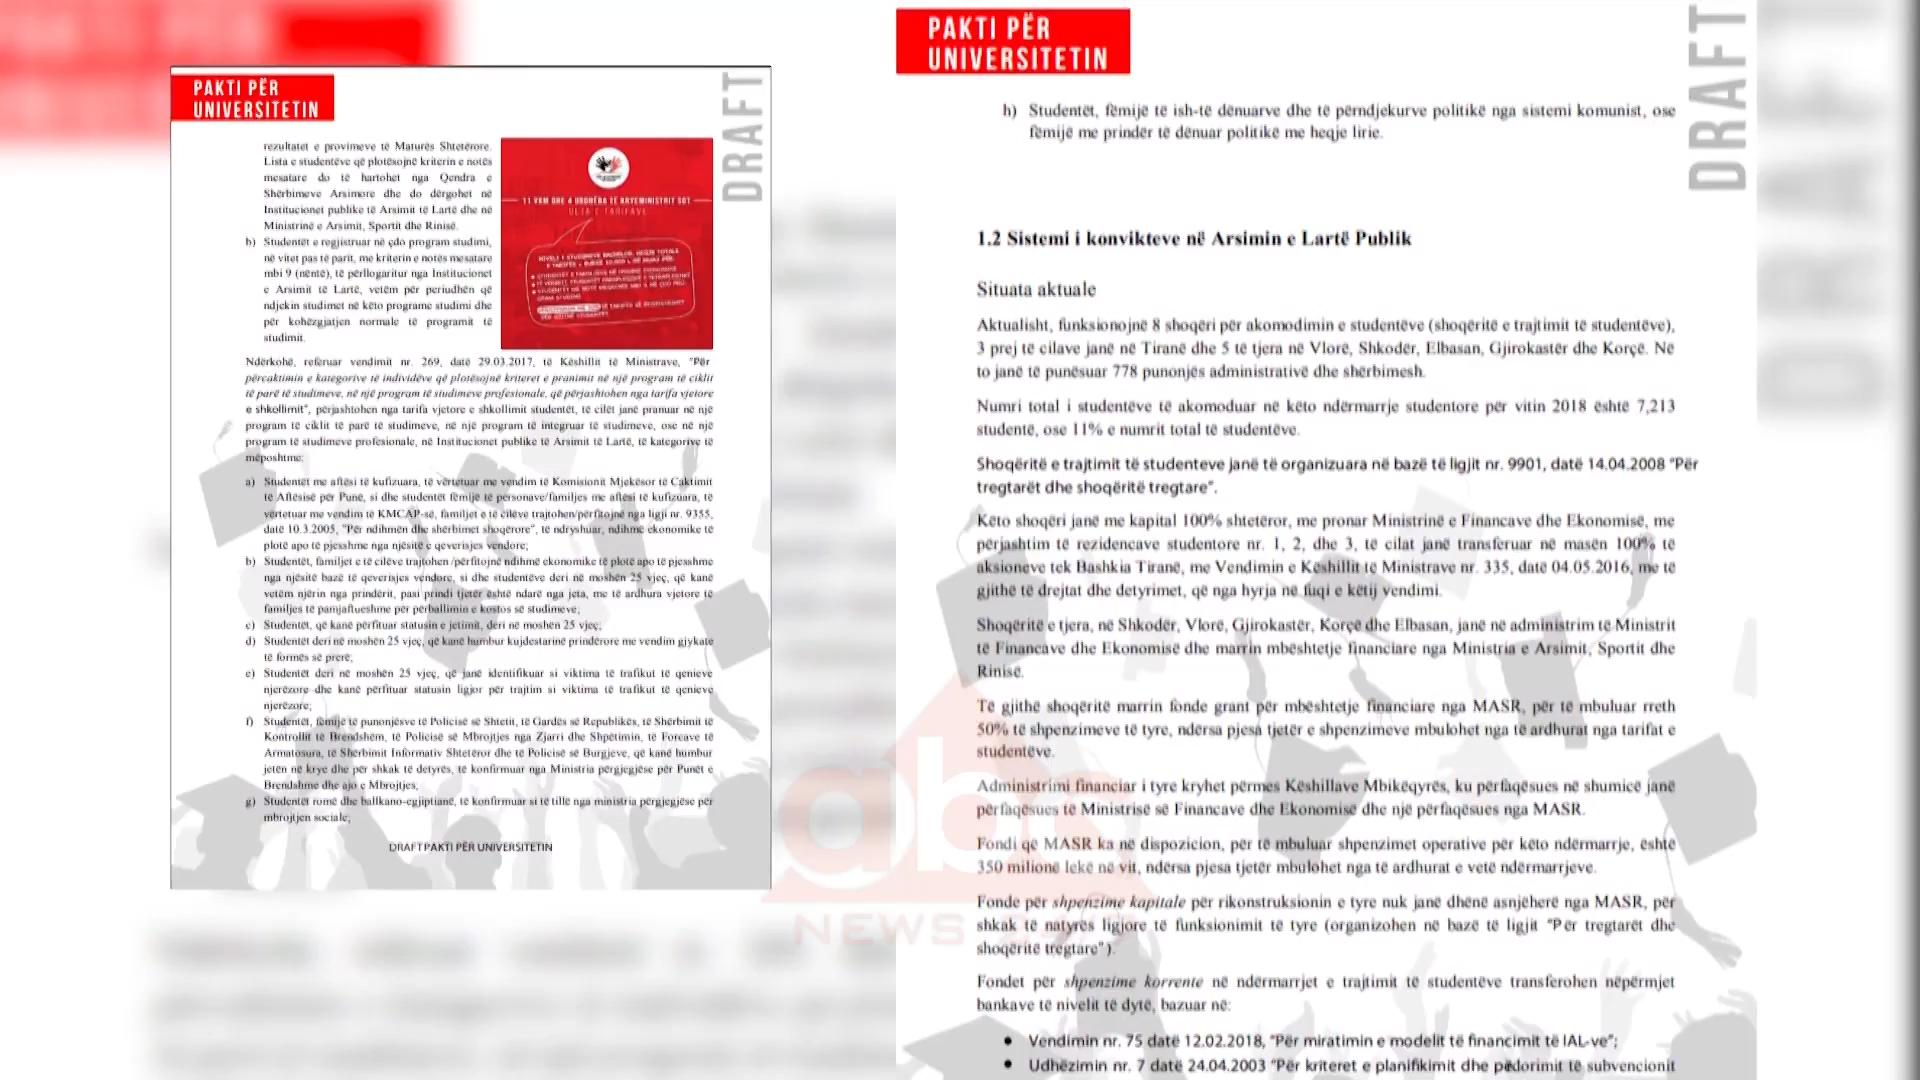 PAKTI PËR
UNIVERSITETIN
DRAFT
rezultatet e provimeve të Maturës Shtetërore.
Lista e studentëve që plotësojnë kriterin e notës
mesatare do të hartohet nga Qendra e
Shërbimeve Arsimore dhe do dërgohet në
Institucionet publike të Arsimit të Lartë dhe në
Ministrinë e Arsimit, Sportit dhe Rinisë.
b) Studentët e regjistruar në çdo program studimi,
në vitet pas të parit, me kriterin e notës mesatare
mbi 9 (nëntë), të përllogaritur nga Institucionet
e Arsimit të Lartë, vetëm për periudhën që
ndjekin studimet në këto programe studimi dhe
për kohëzgjatjen normale të programit të
studimit.
11 VKM DHE 4 URDHËRA TË KRYEMINISTRIT SOT
ULJA E TARIFAVE
Ndërkohë, referuar vendimit nr. 269, datë 29.03.2017, të Këshillit të Ministrave, "Për
përcaktimin e kategorive të individëve që plotësojnë kriteret e pranimit në një program të ciklit
të parë të studimeve, në një program të studimeve profesionale, që përjashtohen nga tarifa vjetore
e shkollimit", përjashtohen nga tarifa vjetore e shkollimit studentët, të cilët janë pranuar në një
program të ciklit të parë të studimeve, në një program të integruar të studimeve, ose në një
program të studimeve profesionale, në Institucionet publike të Arsimit të Lartë, të kategorive të
mëposhtme:
a) Studentët me aftësi të kufizuara, të vërtetuar me vendim të Komisionit Mjekësor të Caktimit
të Aftësisë për Punë, si dhe studentët fëmijë të personave/familjes me aftësi të kufizuara, të
vërtetuar me vendim të KMCAP-së, familjet e të cilëve trajtohen/përfitojnë nga ligji nr. 9355,
datë 10.3.2005, "Për ndihmën dhe shërbimet shoqërore", të ndryshuar, ndihmë ekonomike të
plotë apo të pjesshme nga njësitë e qeverisjes vendore;
b) Studentët, familjet e të cilëve trajtohen /përfitojnë ndihmë ekonomike të plotë apo të pjesshme
nga njësitë bazë të qeverisjes vendore, si dhe studentëve deri në moshën 25 vjeç, që kanë
vetëm njërin nga prindërit, pasi prindi tjetër është ndarë nga jeta, me të ardhura vjetore të
familjes të pamjaftueshme për përballimin e kostos së studimeve;
c) Studentët, që kanë përfituar statusin e jetimit, deri në moshën 25 vjeç;
d) Studentët deri në moshën 25 vjeç, që kanë humbur kujdestarinë prindërore me vendim gjykate
të formës së prerë;
e) Studentët deri në moshën 25 vjeç, që janë identifikuar si viktima të trafikut të qenieve
njerëzore dhe kanë përfituar statusin ligjor për trajtim si viktima të trafikut të qenieve
njerëzore;
f) Studentët, fëmijë të punonjësve të Policisë së Shtetit, të Gardës së Republikës, të Shërbimit të
Kontrollit të Brendshëm, të Policisë së Mbrojtjes nga Zjarri dhe Shpëtimin, të Forcave të
Armatosura, të Shërbimit Informativ Shtetëror dhe të Policisë së Burgjeve, që kanë humbur
jetën në krye dhe për shkak të detyrës, të konfirmuar nga Ministria përgjegjëse për Punët e
Brendshme dhe ajo e Mbrojtjes;
g) Studentët romë dhe ballkano-egjiptianë, të konfirmuar si të tillë nga ministria përgjegjëse për
mbrojtjen sociale;
DRAFT PAKTI PËR UNIVERSITETIN
PAKTI PËR
UNIVERSITETIN
DRAFT
h) Studentët, fëmijë të ish-të dënuarve dhe të përndjekurve politikë nga sistemi komunist, ose
fëmijë me prindër të dënuar politikë me heqje lirie.
1.2 Sistemi i konvikteve në Arsimin e Lartë Publik
Situata aktuale
Aktualisht, funksionojnë 8 shoqëri për akomodimin e studentëve (shoqëritë e trajtimit të studentëve),
3 prej të cilave janë në Tiranë dhe 5 të tjera në Vlorë, Shkodër, Elbasan, Gjirokastër dhe Korçë. Në
to janë të punësuar 778 punonjës administrativë dhe shërbimesh.
Numri total i studentëve të akomoduar në këto ndërmarrje studentore për vitin 2018 është 7,213
studentë, ose 11% e numrit total të studentëve.
Shoqëritë e trajtimit të studenteve janë të organizuara në bazë të ligjit nr. 9901, datë 14.04.2008 "Për
tregtarët dhe shoqëritë tregtare".
Këto shoqëri janë me kapital 100% shtetëror, me pronar Ministrinë e Financave dhe Ekonomisë, me
përjashtim të rezidencave studentore nr. 1, 2, dhe 3, të cilat janë transferuar në masën 100% të
aksioneve tek Bashkia Tiranë, me Vendimin e Këshillit të Ministrave nr. 335, datë 04.05.2016, me të
gjithë të drejtat dhe detyrimet, që nga hyrja në fuqi e këtij vendimi.
Shoqëritë e tjera, në Shkodër, Vlorë, Gjirokastër, Korçë dhe Elbasan, janë në administrim të Ministrit
të Financave dhe Ekonomisë dhe marrin mbështetje financiare nga Ministria e Arsimit, Sportit dhe
Rinisë.
Të gjithë shoqëritë marrin fonde grant për mbështetje financiare nga MASR, për të mbuluar rreth
50% të shpenzimeve të tyre, ndërsa pjesa tjetër e shpenzimeve mbulohet nga të ardhurat nga tarifat e
studentëve.
Administrimi financiar i tyre kryhet përmes Këshillave Mbikëqyrës, ku përfaqësues në shumicë janë
përfaqësues të Ministrisë së Financave dhe Ekonomisë dhe një përfaqësues nga MASR.
Fondi që MASR ka në dispozicion, për të mbuluar shpenzimet operative për këto ndërmarrje, është
350 milionë lekë në vit, ndërsa pjesa tjetër mbulohet nga të ardhurat e vetë ndërmarrjeve.
Fonde për shpenzime kapitale për rikonstruksionin e tyre nuk janë dhënë asnjëherë nga MASR, për
shkak të natyrës ligjore të funksionimit të tyre (organizohen në bazë të ligjit "Për tregtarët dhe
shoqëritë tregtare").
Fondet për shpenzime korrente në ndërmarrjet e trajtimit të studentëve transferohen nëpërmjet
bankave të nivelit të dytë, bazuar në:
● Vendimin nr. 75 datë 12.02.2018, "Për miratimin e modelit të financimit të IAL-ve";
● Udhëzimin nr. 7 datë 24.04.2003 "Për kriteret e planifikimit dhe përdorimit të subvencionit
abc
NEWS